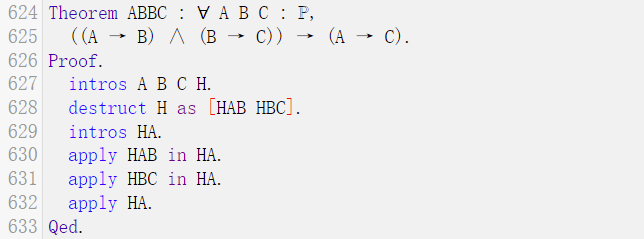 624 Theorem ABBC : ∀ A B C : ℙ,
625   ((A → B) ∧ (B → C)) → (A → C).
626 Proof.
627   intros A B C H.
628   destruct H as [HAB HBC].
629   intros HA.
630   apply HAB in HA.
631   apply HBC in HA.
632   apply HA.
633 Qed.